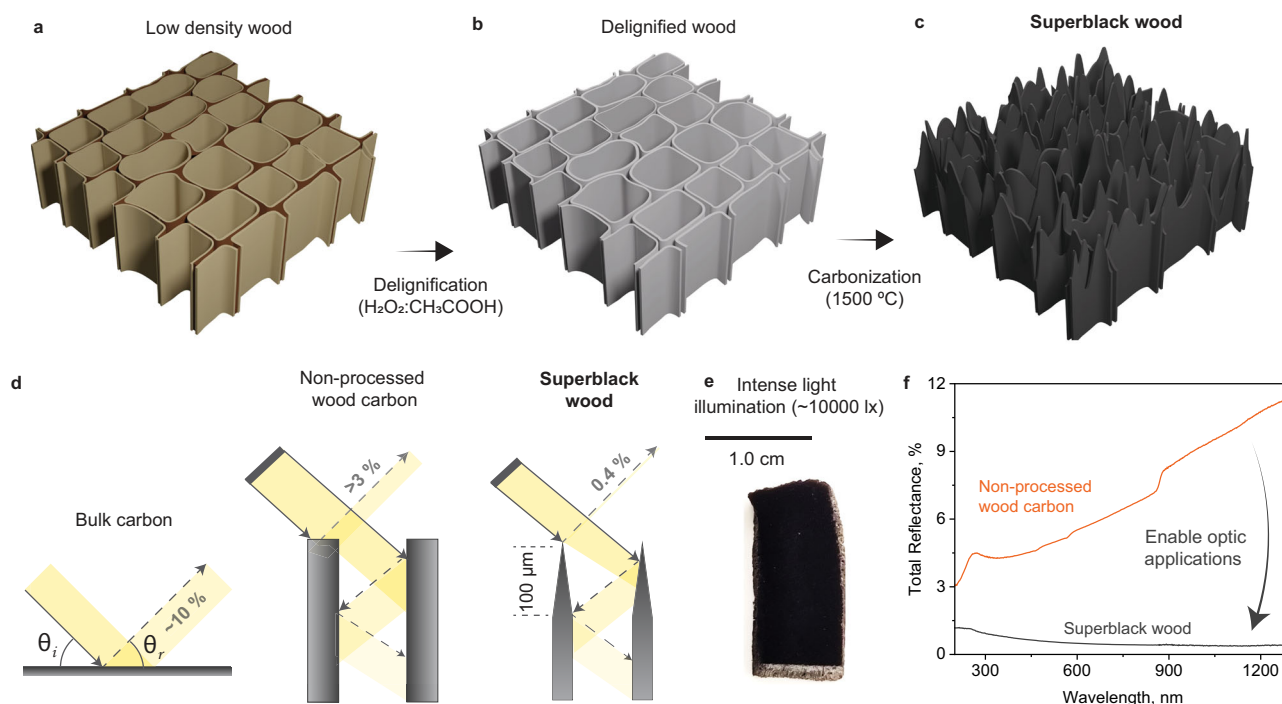 a
Low density wood
b
Delignified wood
c
Superblack wood
Delignification
(H₂O₂:CH₃COOH)
Carbonization
(1500 ºC)
d
Non-processed
wood carbon
Superblack
wood
e
Intense light
illumination (~10000 lx)
f
Bulk carbon
θi
θr
~10 %
>3 %
0.4 %
100 µm
1.0 cm
Total Reflectance, %
12
9
6
3
0
Non-processed
wood carbon
Enable optic
applications
Superblack wood
300
600
900
1200
Wavelength, nm